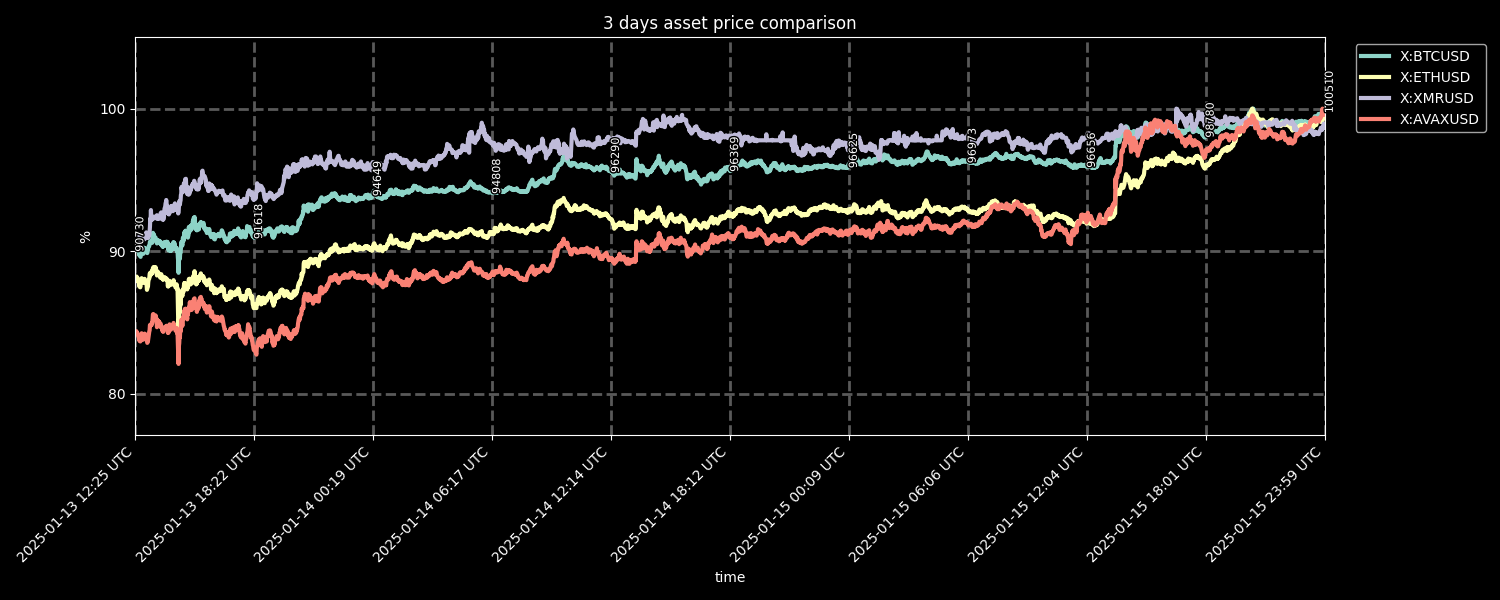 3 days asset price comparison
X:BTCUSD
X:ETHUSD
X:XMRUSD
X:AVAXUSD
100
90
80
%
90730
91618
94649
94808
96290
96369
96625
96973
96656
98780
100510
2025-01-13 12:25 UTC
2025-01-13 18:22 UTC
2025-01-14 00:19 UTC
2025-01-14 06:17 UTC
2025-01-14 12:14 UTC
2025-01-14 18:12 UTC
2025-01-15 00:09 UTC
2025-01-15 06:06 UTC
2025-01-15 12:04 UTC
2025-01-15 18:01 UTC
2025-01-15 23:59 UTC
time